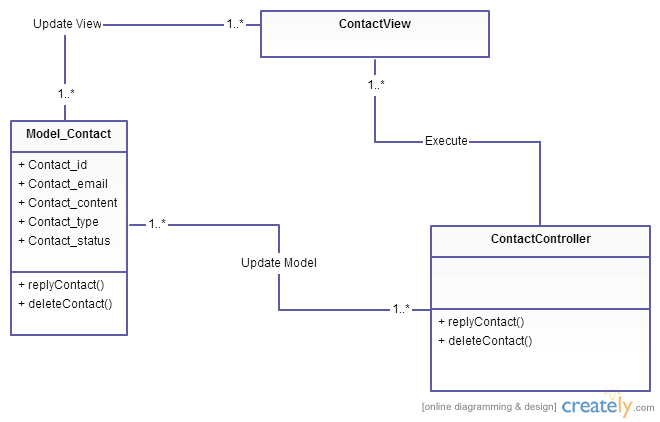 Update View
1..*
ContactView
1..*
1..*
Model_Contact
+ Contact_id
+ Contact_email
+ Contact_content
+ Contact_type
+ Contact_status
+ replyContact()
+ deleteContact()
Execute
1..*
Update Model
1..*
ContactController
+ replyContact()
+ deleteContact()
[online diagramming & design] creately.com